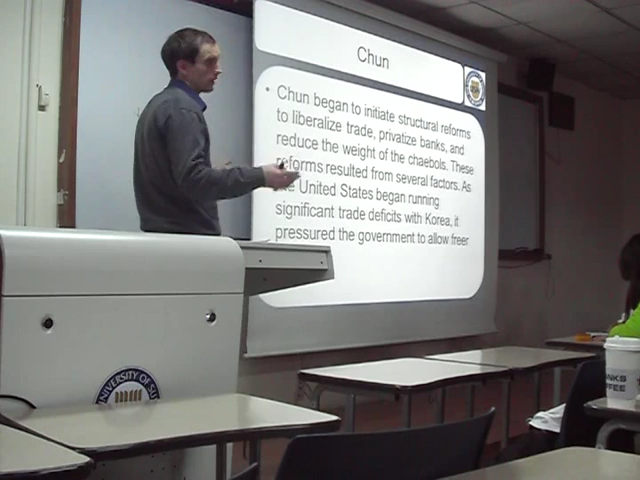 Chun
• Chun began to initiate structural reforms
to liberalize trade, privatize banks, and
reduce the weight of the chaebols. These
reforms resulted from several factors. As
United States began running
significant trade deficits with Korea, it
pressured the government to allow freer
UNIVERSITY OF